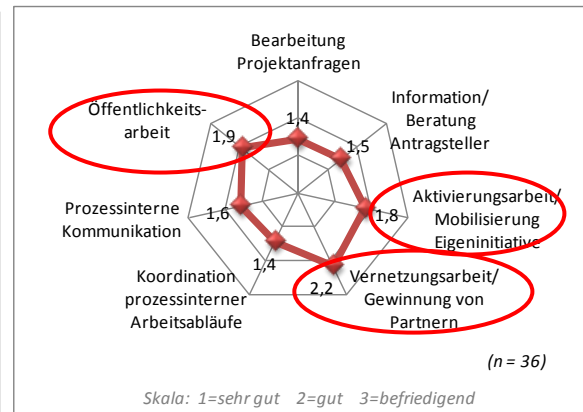 Bearbeitung
Projektanfragen
Öffentlichkeits-
arbeit
Information/
Beratung
Antragsteller
1,4
1,9
1,5
Prozessinterne
Kommunikation
1,6
1,8
Aktivierungsarbeit/
Mobilisierung
Eigeninitiative
1,4
2,2
Koordination
prozessinterner
Arbeitsabläufe
Vernetzungsarbeit/
Gewinnung von
Partnern
(n = 36)
Skala: 1=sehr gut 2=gut 3=befriedigend